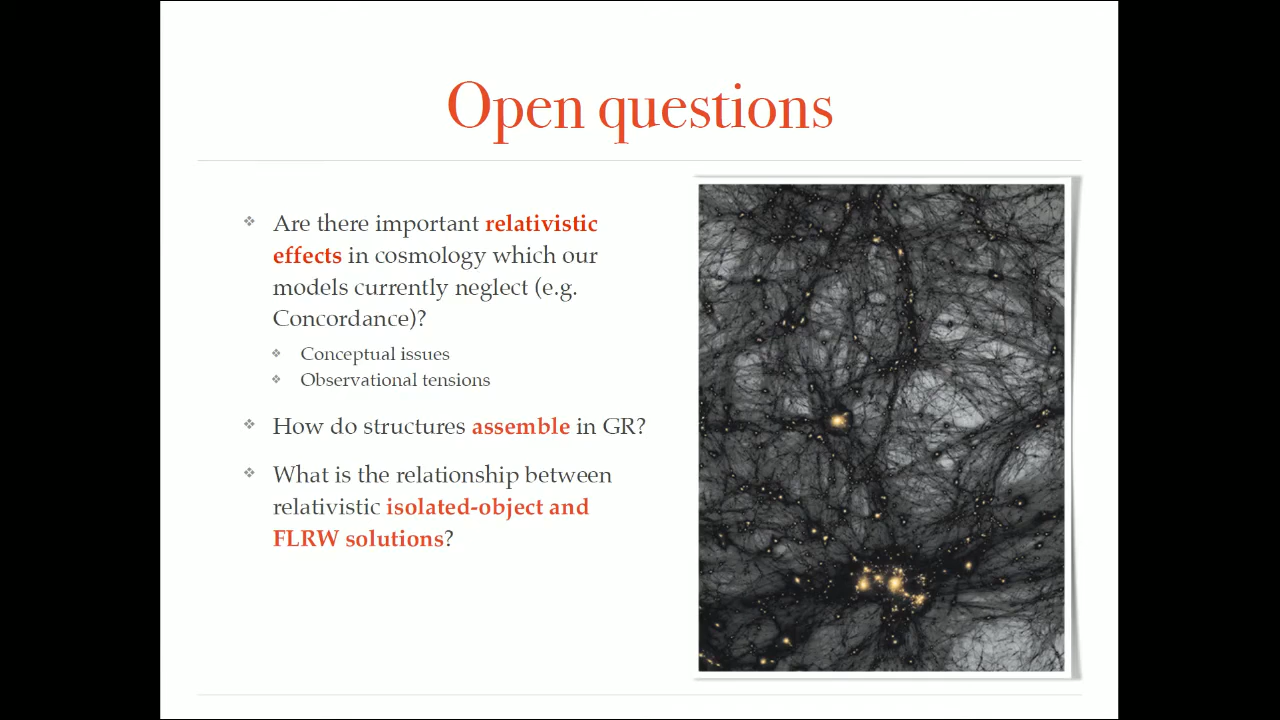 Open questions
❖ Are there important relativistic
effects in cosmology which our
models currently neglect (e.g.
Concordance)?
❖ Conceptual issues
❖ Observational tensions
❖ How do structures assemble in GR?
❖ What is the relationship between
relativistic isolated-object and
FLRW solutions?